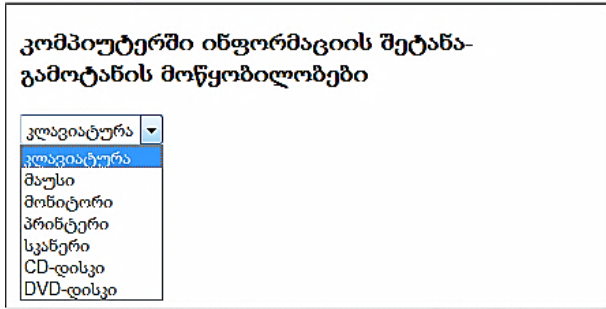 კომპიუტერში ინფორმაციის შეტანა-
გამოტანის მოწყობილობები
კლავიატურა
კლავიატურა
მაუსი
მონიტორი
პრინტერი
სკანერი
CD-დისკი
DVD-დისკი